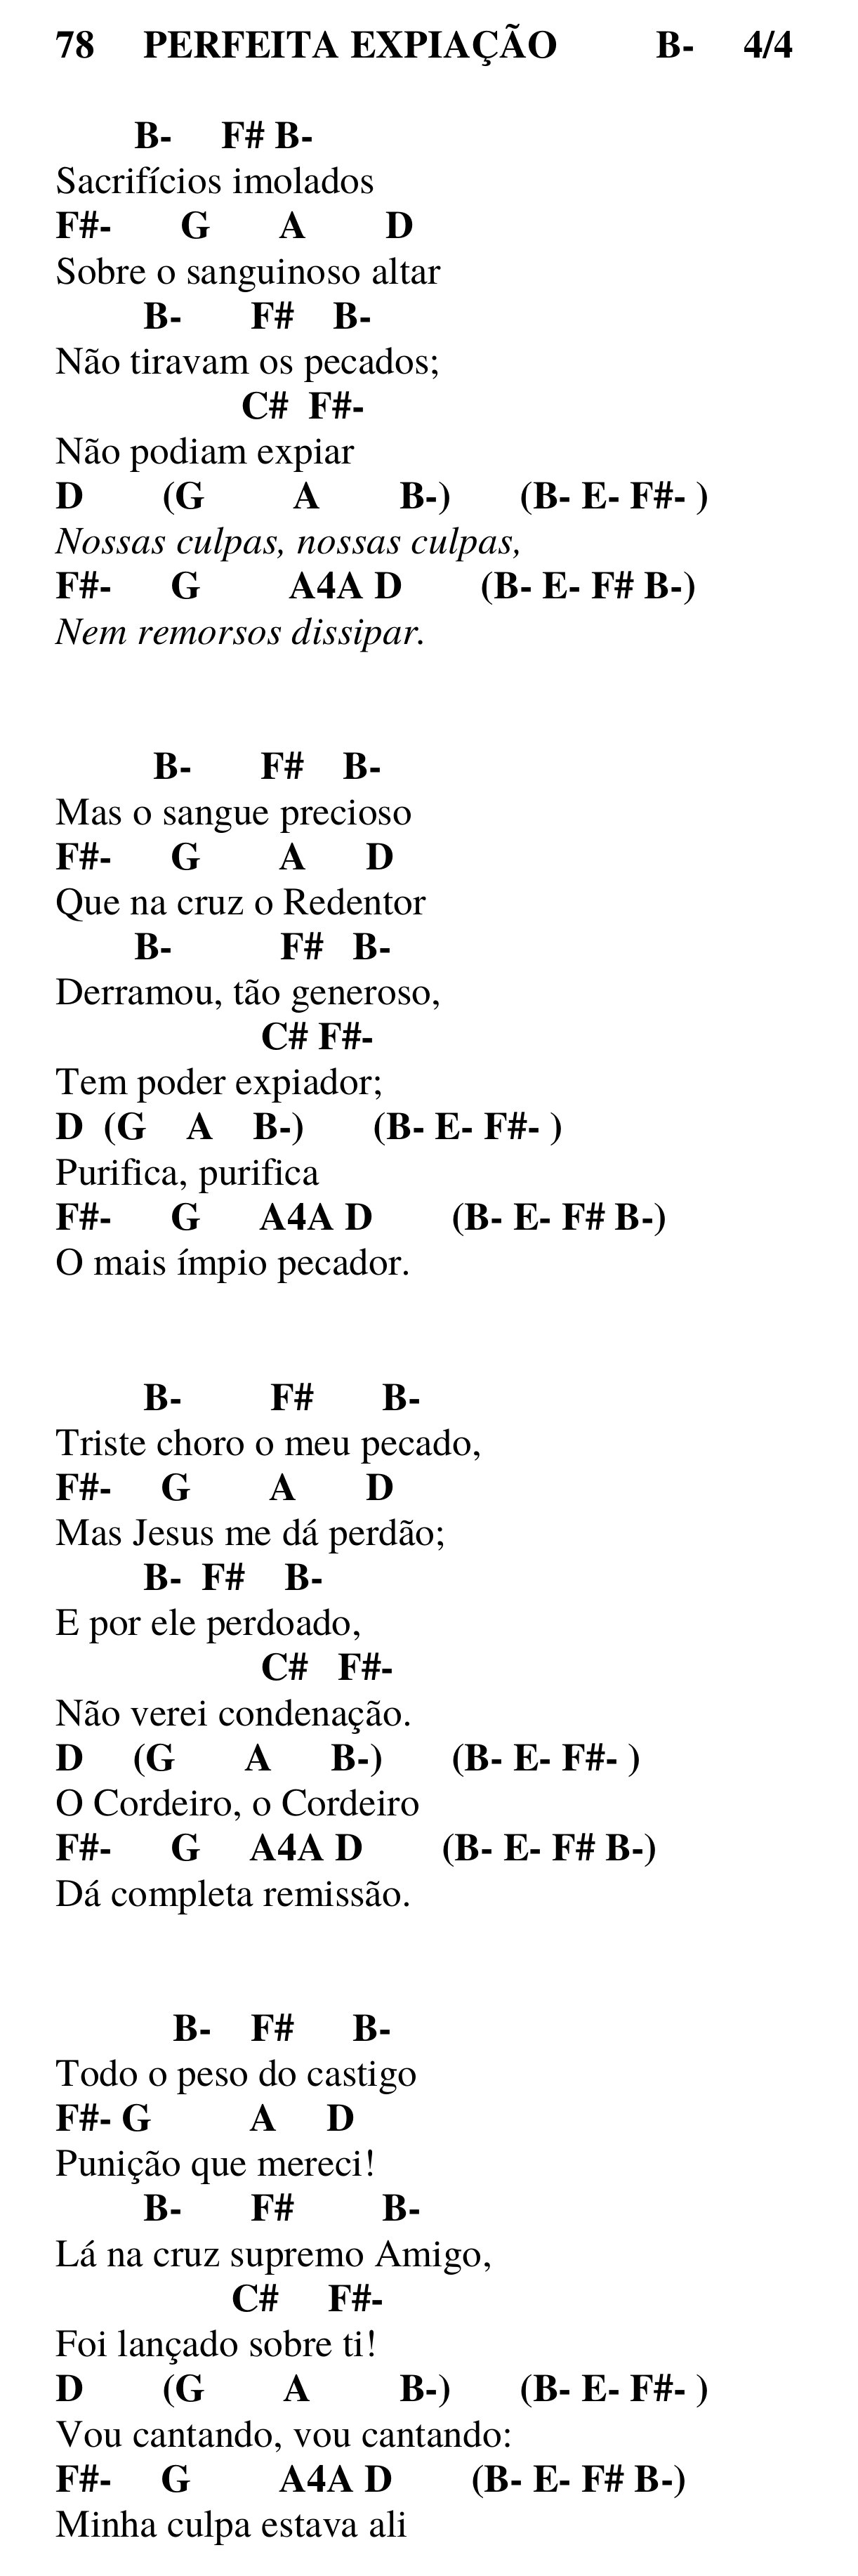 78 PERFEITA EXPIAÇÃO B- 4/4
B- F# B-
Sacrifícios imolados
F#- G A D
Sobre o sanguinoso altar
B- F# B-
Não tiravam os pecados;
C# F#-
Não podiam expiar
D (G A B-) (B- E- F#- )
Nossas culpas, nossas culpas,
F#- G A4A D (B- E- F# B-)
Nem remorsos dissipar.
B- F# B-
Mas o sangue precioso
F#- G A D
Que na cruz o Redentor
B- F# B-
Derramou, tão generoso,
C# F#-
Tem poder expiador;
D (G A B-) (B- E- F#- )
Purifica, purifica
F#- G A4A D (B- E- F# B-)
O mais ímpio pecador.
B- F# B-
Triste choro o meu pecado,
F#- G A D
Mas Jesus me dá perdão;
B- F# B-
E por ele perdoado,
C# F#-
Não verei condenação.
D (G A B-) (B- E- F#- )
O Cordeiro, o Cordeiro
F#- G A4A D (B- E- F# B-)
Dá completa remissão.
B- F# B-
Todo o peso do castigo
F#- G A D
Punição que mereci!
B- F# B-
Lá na cruz supremo Amigo,
C# F#-
Foi lançado sobre ti!
D (G A B-) (B- E- F#- )
Vou cantando, vou cantando:
F#- G A4A D (B- E- F# B-)
Minha culpa estava ali